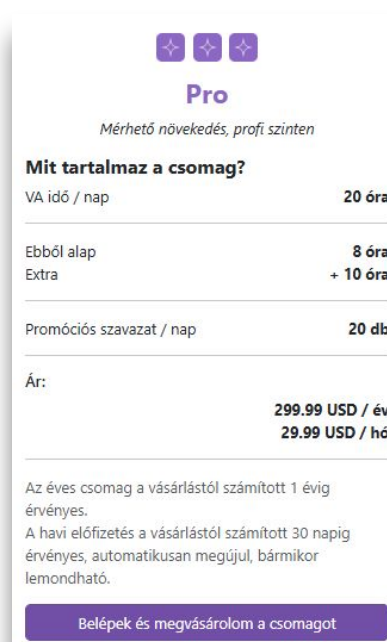 Pro
Mérhető növekedés, profi szinten
Mit tartalmaz a csomag?
VA idő / nap 20 óra
Ebből alap 8 óra
Extra + 10 óra
Promóciós szavazat / nap 20 db
Ár:
299.99 USD / év
29.99 USD / hó
Az éves csomag a vásárlástól számított 1 évig
érvényes.
A havi előfizetés a vásárlástól számított 30 napig
érvényes, automatikusan megújul, bármikor
lemondható.
Belépek és megvásárolom a csomagot